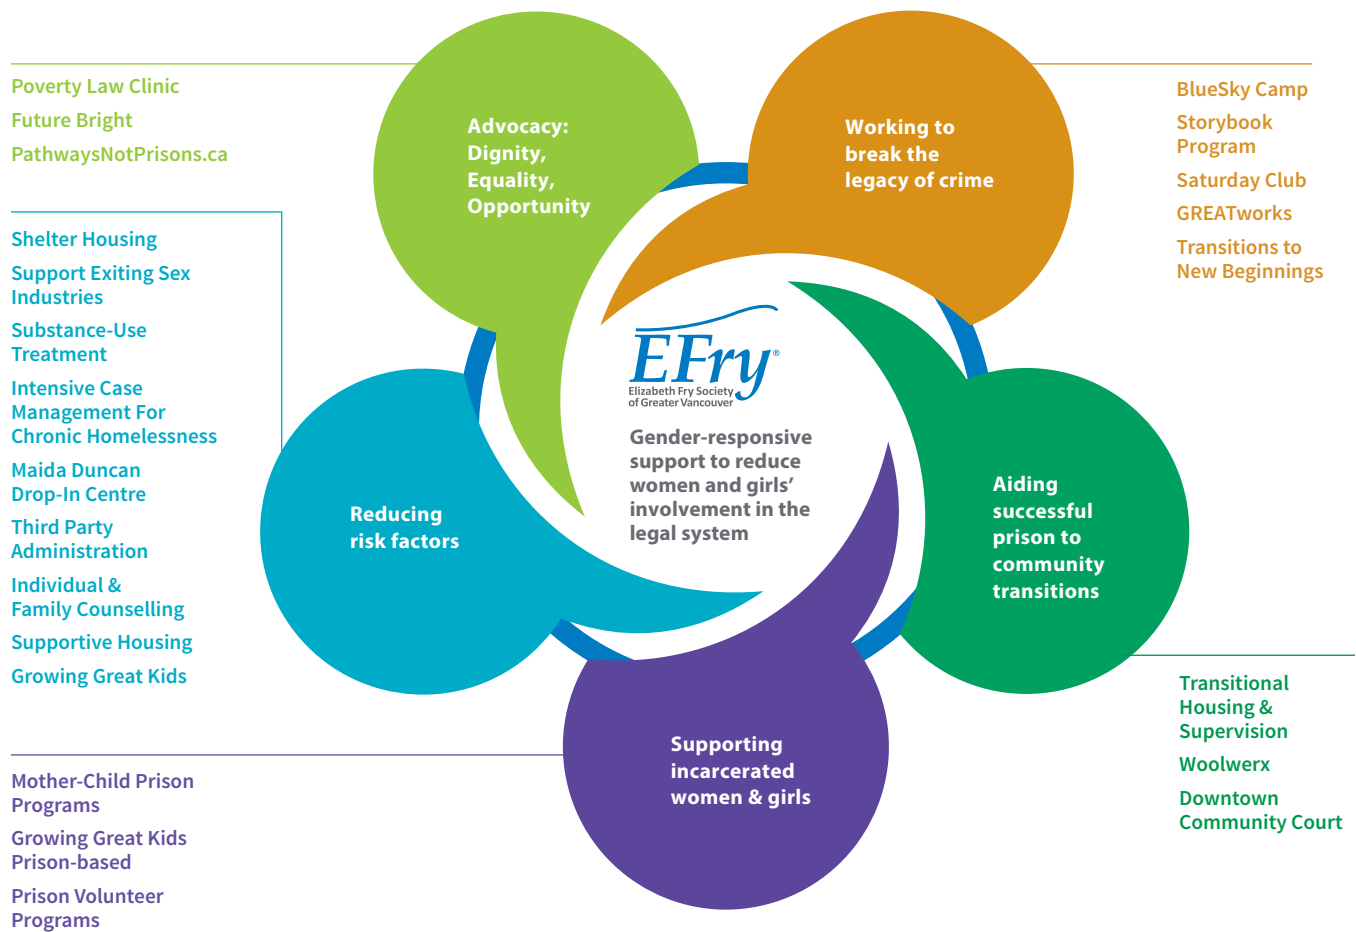 Poverty Law Clinic
Future Bright
PathwaysNotPrisons.ca
Shelter Housing
Support Exiting Sex
Industries
Substance-Use
Treatment
Intensive Case
Management For
Chronic Homelessness
Maida Duncan
Drop-In Centre
Third Party
Administration
Individual &
Family Counselling
Supportive Housing
Growing Great Kids
Mother-Child Prison
Programs
Growing Great Kids
Prison-based
Prison Volunteer
Programs
Advocacy:
Dignity,
Equality,
Opportunity
Working to
break the
legacy of crime
Reducing
risk factors
EFry®
Elizabeth Fry Society
of Greater Vancouver
Gender-responsive
support to reduce
women and girls’
involvement in the
legal system
Aiding
successful
prison to
community
transitions
Supporting
incarcerated
women & girls
BlueSky Camp
Storybook
Program
Saturday Club
GREATworks
Transitions to
New Beginnings
Transitional
Housing &
Supervision
Woolwerx
Downtown
Community Court